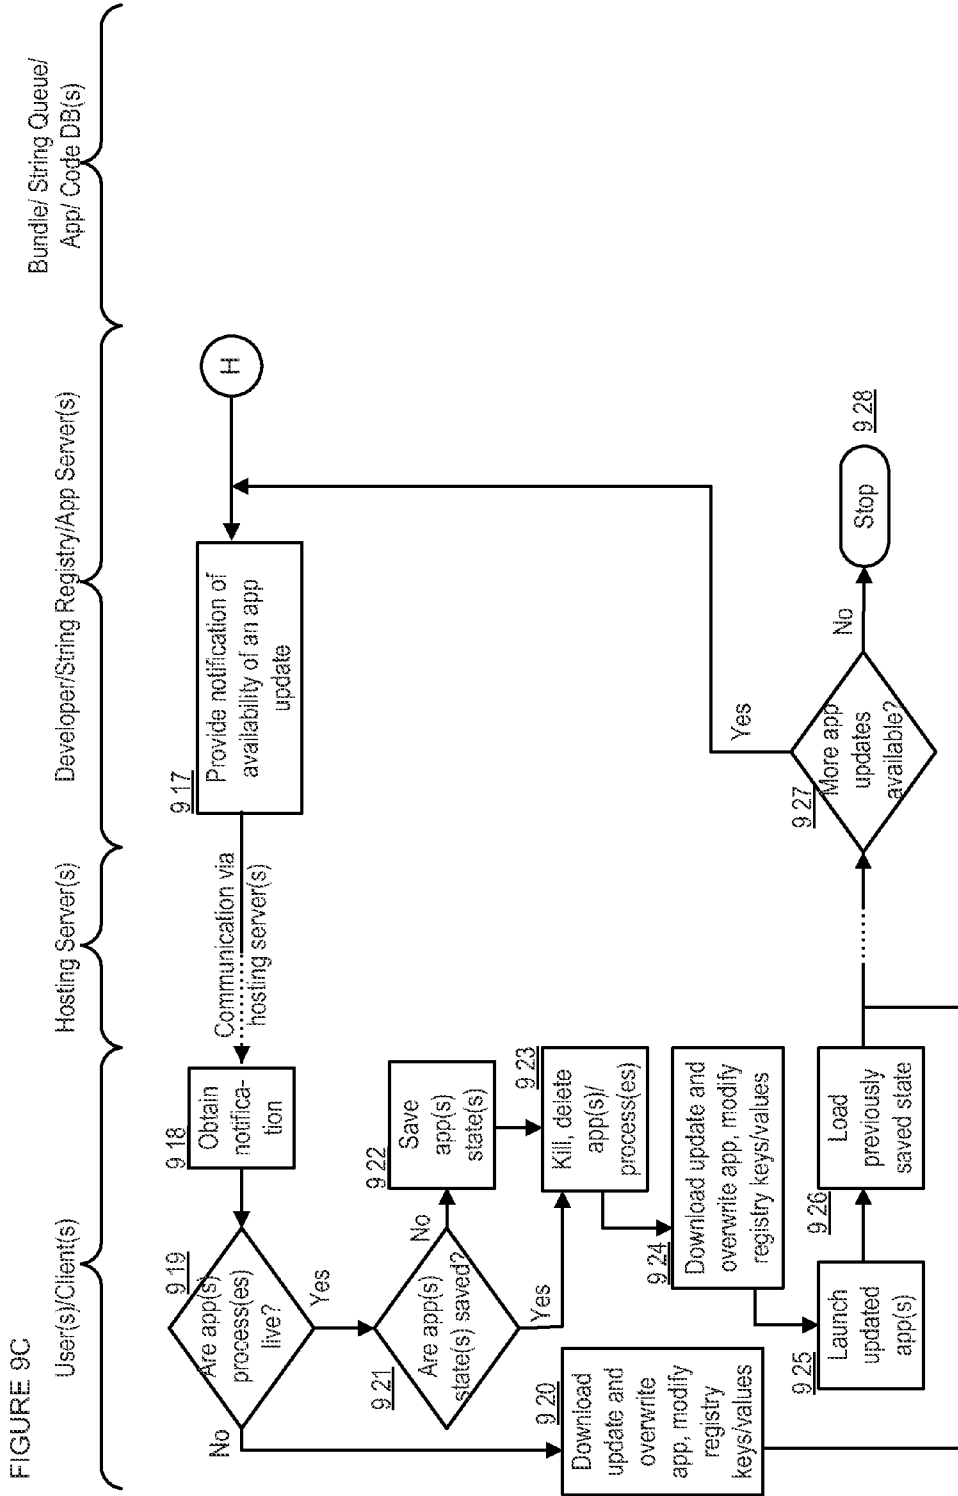 FIGURE 9C
User(s)/Client(s)
Hosting Server(s)
Developer/String Registry/App Server(s)
Bundle/ String Queue/
App/ Code DB(s)
H
9.17
Provide notification of
availability of an app
update
Communication via
hosting server(s)
9.18
Obtain
notifica-
tion
9.19
Are app(s)
process(es)
live?
No
Yes
9.20
Download
update and
overwrite
app, modify
registry
keys/values
9.21
Are app(s)
state(s) saved?
No
Yes
9.22
Save
app(s)
state(s)
9.23
Kill, delete
app(s)/
process(es)
9.24
Download update and
overwrite app, modify
registry keys/values
9.25
Launch
updated
app(s)
9.26
Load
previously
saved state
9.27
More app
updates
available?
Yes
No
Stop
9.28